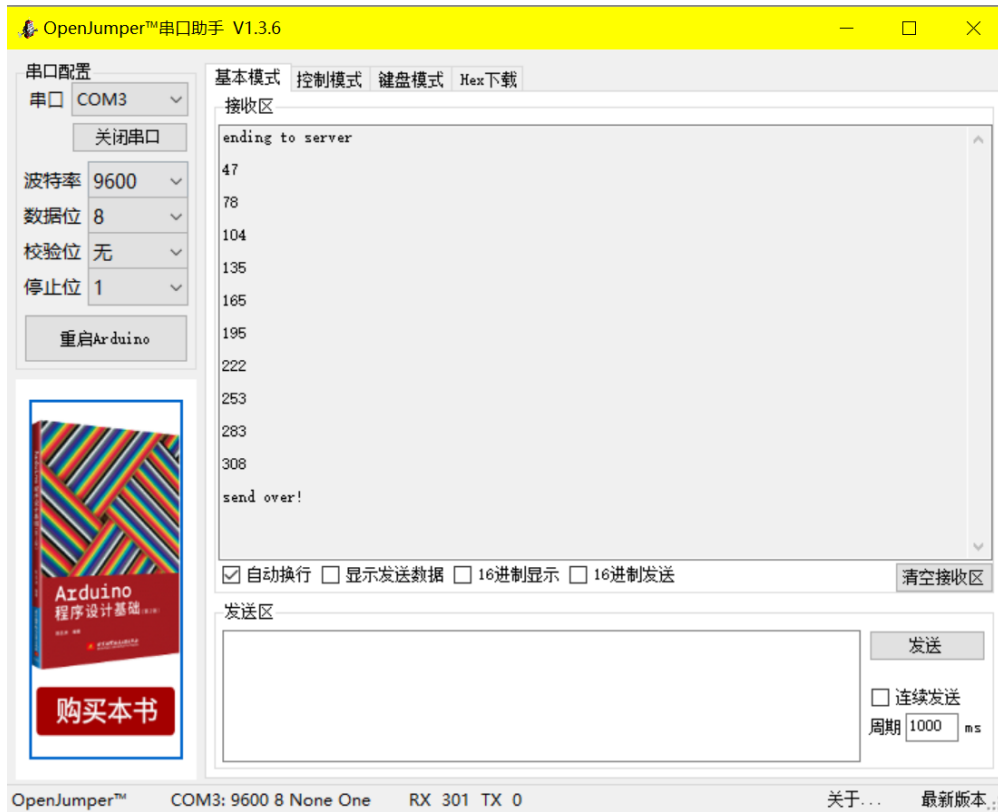 OpenJumper™串口助手 V1.3.6
串口配置
串口 COM3
关闭串口
波特率 9600
数据位 8
校验位 无
停止位 1
重启Arduino
Arduino
程序设计基础
购买本书
基本模式 控制模式 键盘模式 Hex下载
接收区
ending to server
47
78
104
135
165
195
222
253
283
308
send over!
自动换行 显示发送数据 16进制显示 16进制发送
清空接收区
发送区
发送
连续发送
周期 1000 ms
OpenJumper™ COM3: 9600 8 None One RX 301 TX 0 关于... 最新版本